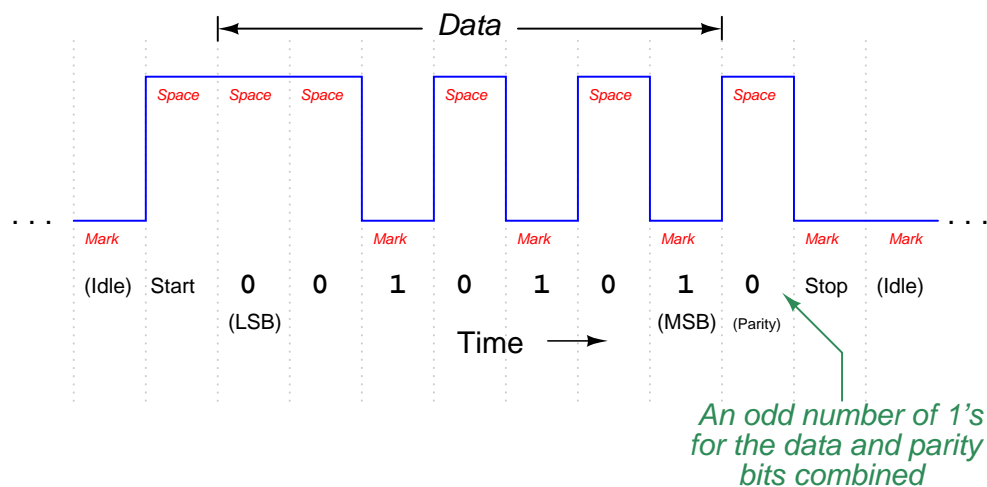 Data
Space Space Space Space Space Space
. . . . . .
Mark Mark Mark Mark Mark Mark
(Idle) Start 0 0 1 0 1 0 1 0 Stop (Idle)
(LSB) (MSB) (Parity)
Time
An odd number of 1's
for the data and parity
bits combined